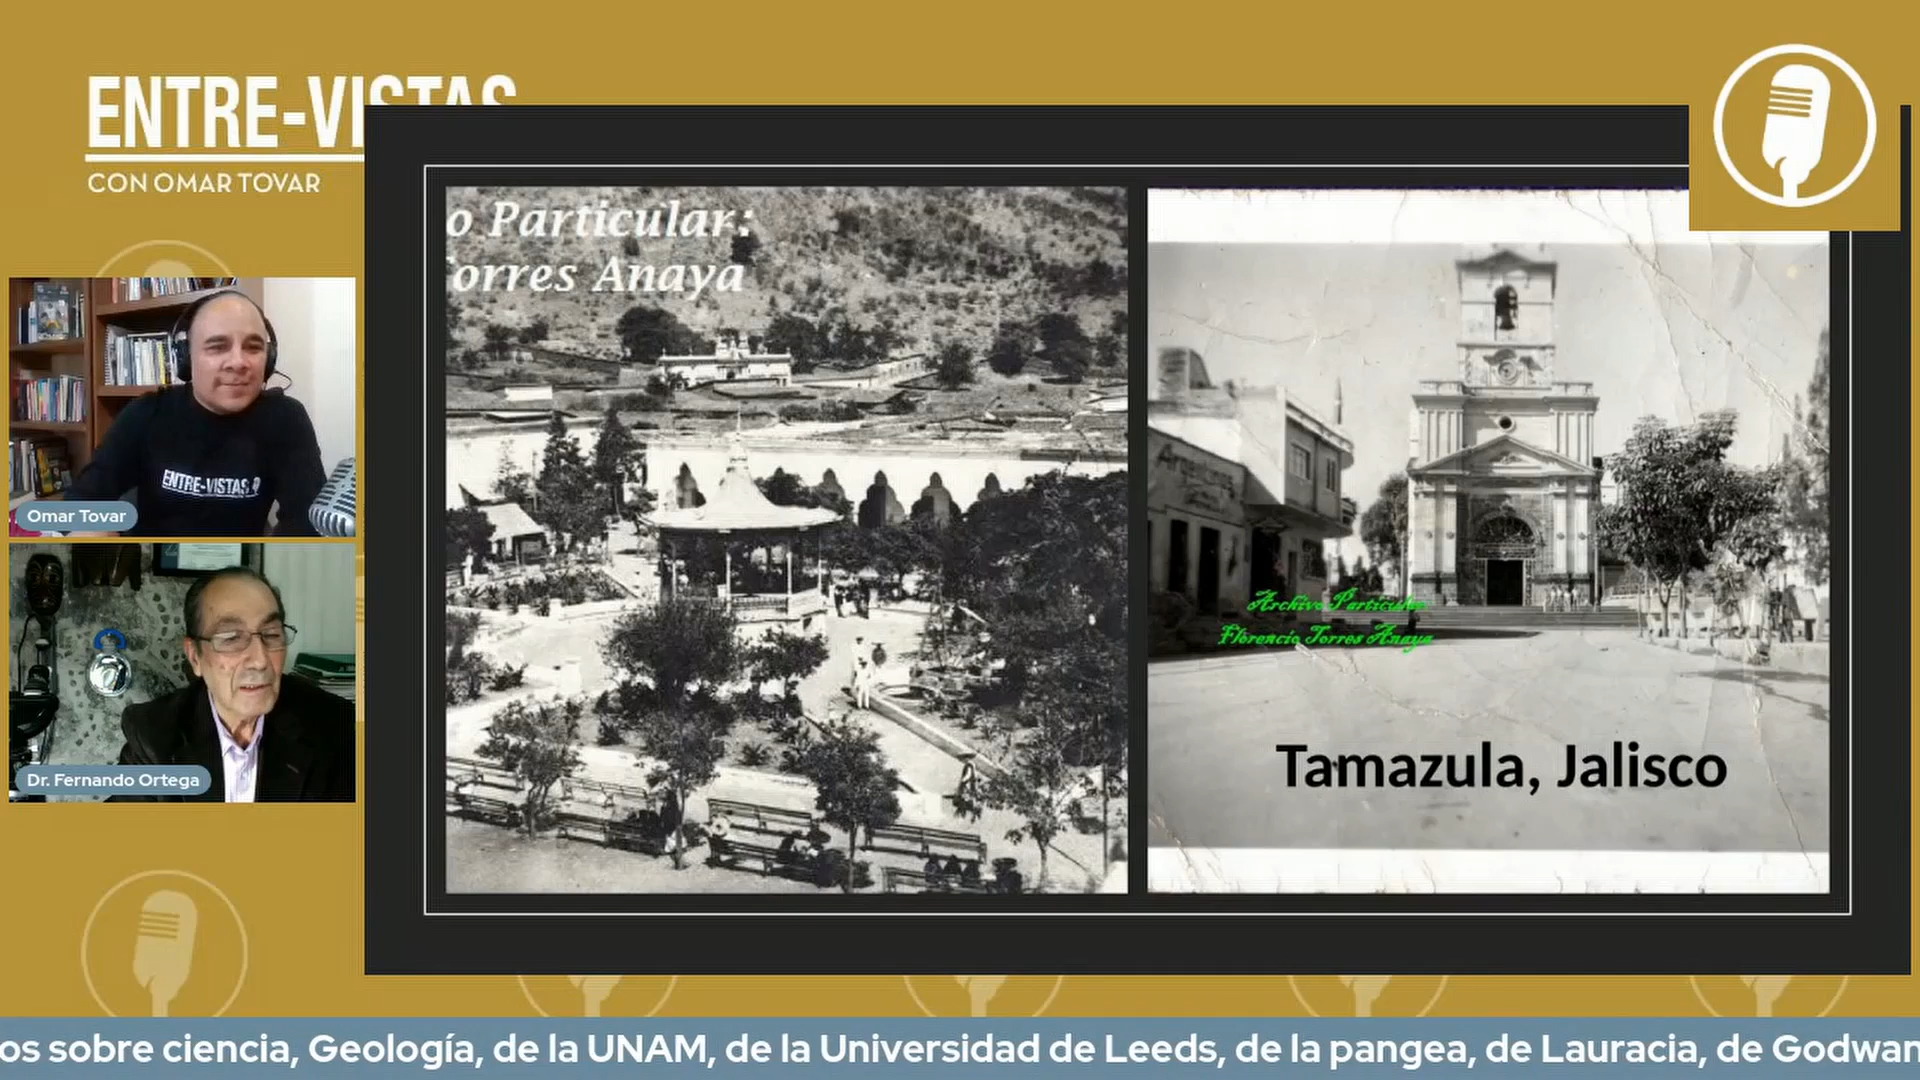 ENTRE-VISTAS
CON OMAR TOVAR
o Particular:
Torres Anaya
ENTRE-VISTAS
Omar Tovar
Dr. Fernando Ortega
Archivo Particular
Florencio Torres Anaya
Tamazula, Jalisco
os sobre ciencia, Geología, de la UNAM, de la Universidad de Leeds, de la pangea, de Lauracia, de Godwan